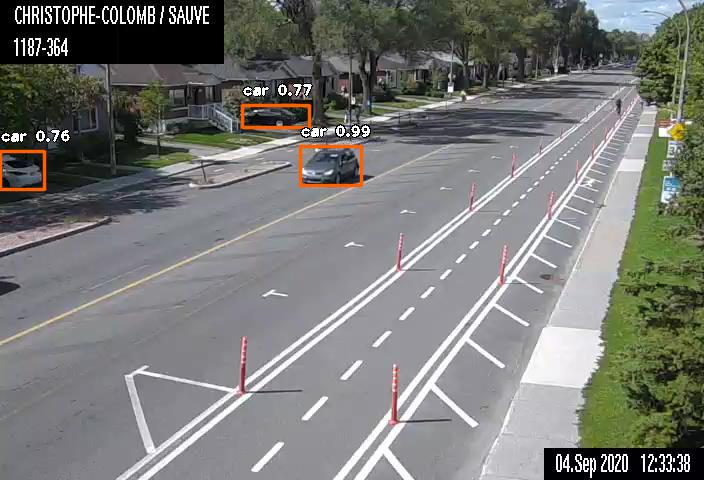 CHRISTOPHE-COLOMB / SAUVE
1187-364
car 0.77
car 0.99
car 0.76
04.Sep 2020 12:33:38